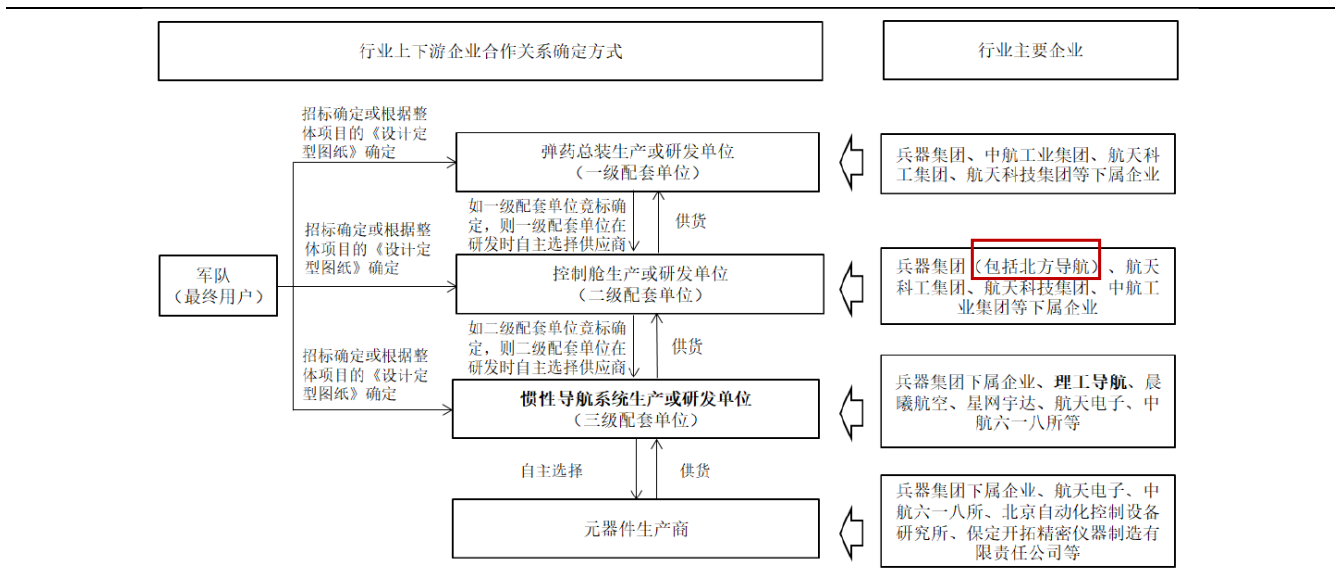 行业上下游企业合作关系确定方式
行业主要企业
招标确定或根据整
体项目的《设计定
型图纸》确定
弹药总装生产或研发单位
（一级配套单位）
兵器集团、中航工业集团、航天科
工集团、航天科技集团等下属企业
如一级配套单位竞标确
定，则一级配套单位在
研发时自主选择供应商
供货
招标确定或根据整
体项目的《设计定
型图纸》确定
军队
（最终用户）
控制舱生产或研发单位
（二级配套单位）
兵器集团（包括北方导航）、航天
科工集团、航天科技集团、中航工
业集团等下属企业
如二级配套单位竞标确
定，则二级配套单位在
研发时自主选择供应商
供货
招标确定或根据整
体项目的《设计定
型图纸》确定
惯性导航系统生产或研发单位
（三级配套单位）
兵器集团下属企业、理工导航、晨
曦航空、星网宇达、航天电子、中
航六一八所等
自主选择
供货
元器件生产商
兵器集团下属企业、航天电子、中
航六一八所、北京自动化控制设备
研究所、保定开拓精密仪器制造有
限责任公司等